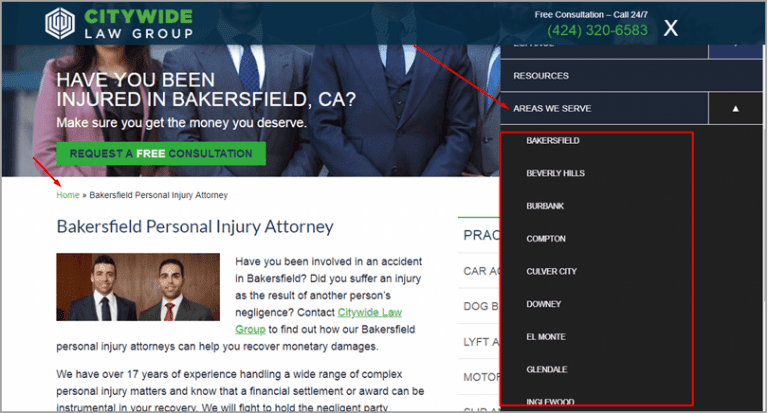 CITYWIDE
LAW GROUP
Free Consultation – Call 24/7
(424) 320-6583
X
HAVE YOU BEEN
INJURED IN BAKERSFIELD, CA?
Make sure you get the money you deserve.
REQUEST A FREE CONSULTATION
Home » Bakersfield Personal Injury Attorney
Bakersfield Personal Injury Attorney
Have you been involved in an accident
in Bakersfield? Did you suffer an injury
as the result of another person's
negligence? Contact Citywide Law
Group to find out how our Bakersfield
personal injury attorneys can help you recover monetary damages.
We have over 17 years of experience handling a wide range of complex
personal injury matters and know that a financial settlement or award can be
instrumental in your recovery. We will fight to hold the negligent party
PRAC
CAR AC
DOG B
LYFT A
MOTOR
RESOURCES
AREAS WE SERVE
BAKERSFIELD
BEVERLY HILLS
BURBANK
COMPTON
CULVER CITY
DOWNEY
EL MONTE
GLENDALE
INGLEWOOD